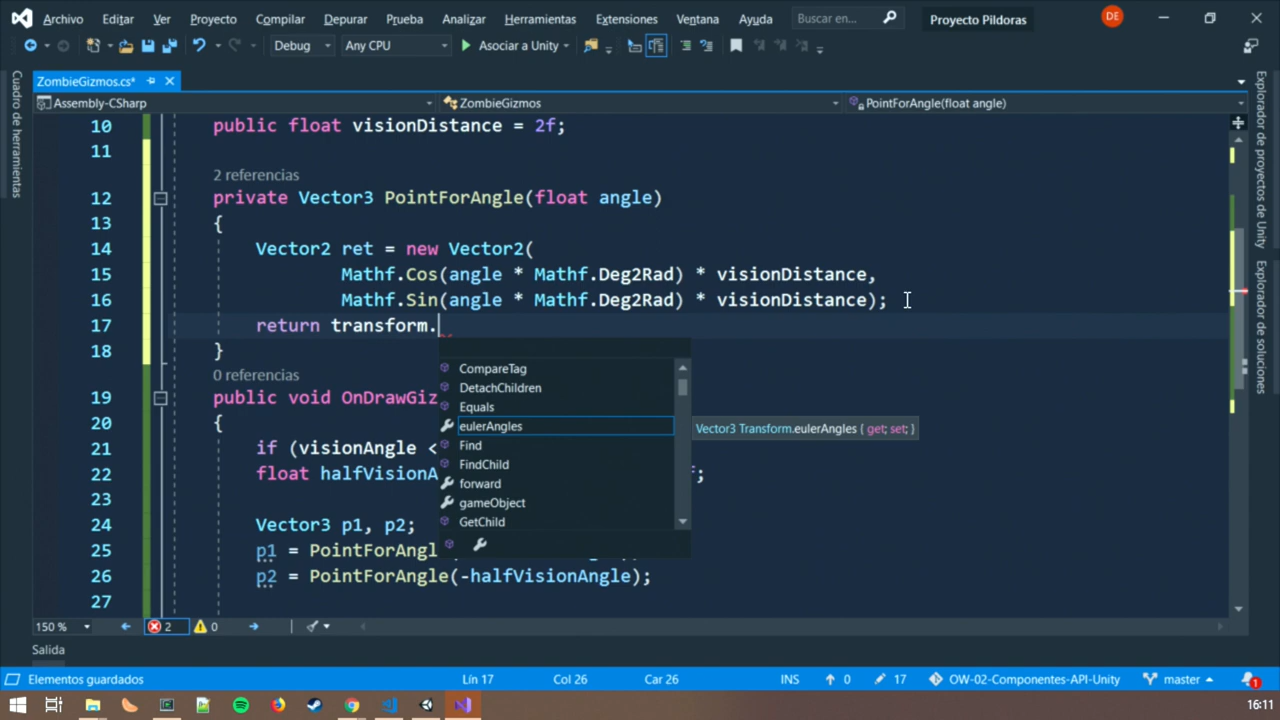 Archivo Editar Ver Proyecto Compilar Depurar Prueba Analizar Herramientas Extensiones Ventana Ayuda Buscar en... Proyecto Pildoras DE
Debug Any CPU Asociar a Unity
ZombieGizmos.cs*
Assembly-CSharp ZombieGizmos PointForAngle(float angle)
Cuadro de herramientas
Explorador de proyectos de Unity
Explorador de soluciones
10 public float visionDistance = 2f;
11
2 referencias
12 private Vector3 PointForAngle(float angle)
13 {
14 Vector2 ret = new Vector2(
15 Mathf.Cos(angle * Mathf.Deg2Rad) * visionDistance,
16 Mathf.Sin(angle * Mathf.Deg2Rad) * visionDistance);
17 return transform.
18 }
0 referencias
19 public void OnDrawGiz
20 {
21 if (visionAngle <
22 float halfVisionA f;
23
24 Vector3 p1, p2;
25 p1 = PointForAngl
26 p2 = PointForAngle(-halfVisionAngle);
27
CompareTag
DetachChildren
Equals
eulerAngles
Find
FindChild
forward
gameObject
GetChild
Vector3 Transform.eulerAngles { get; set; }
150 % 2 0
Salida
Elementos guardados Lín 17 Col 26 Car 26 INS 0 17 OW-02-Componentes-API-Unity master 1
16:11